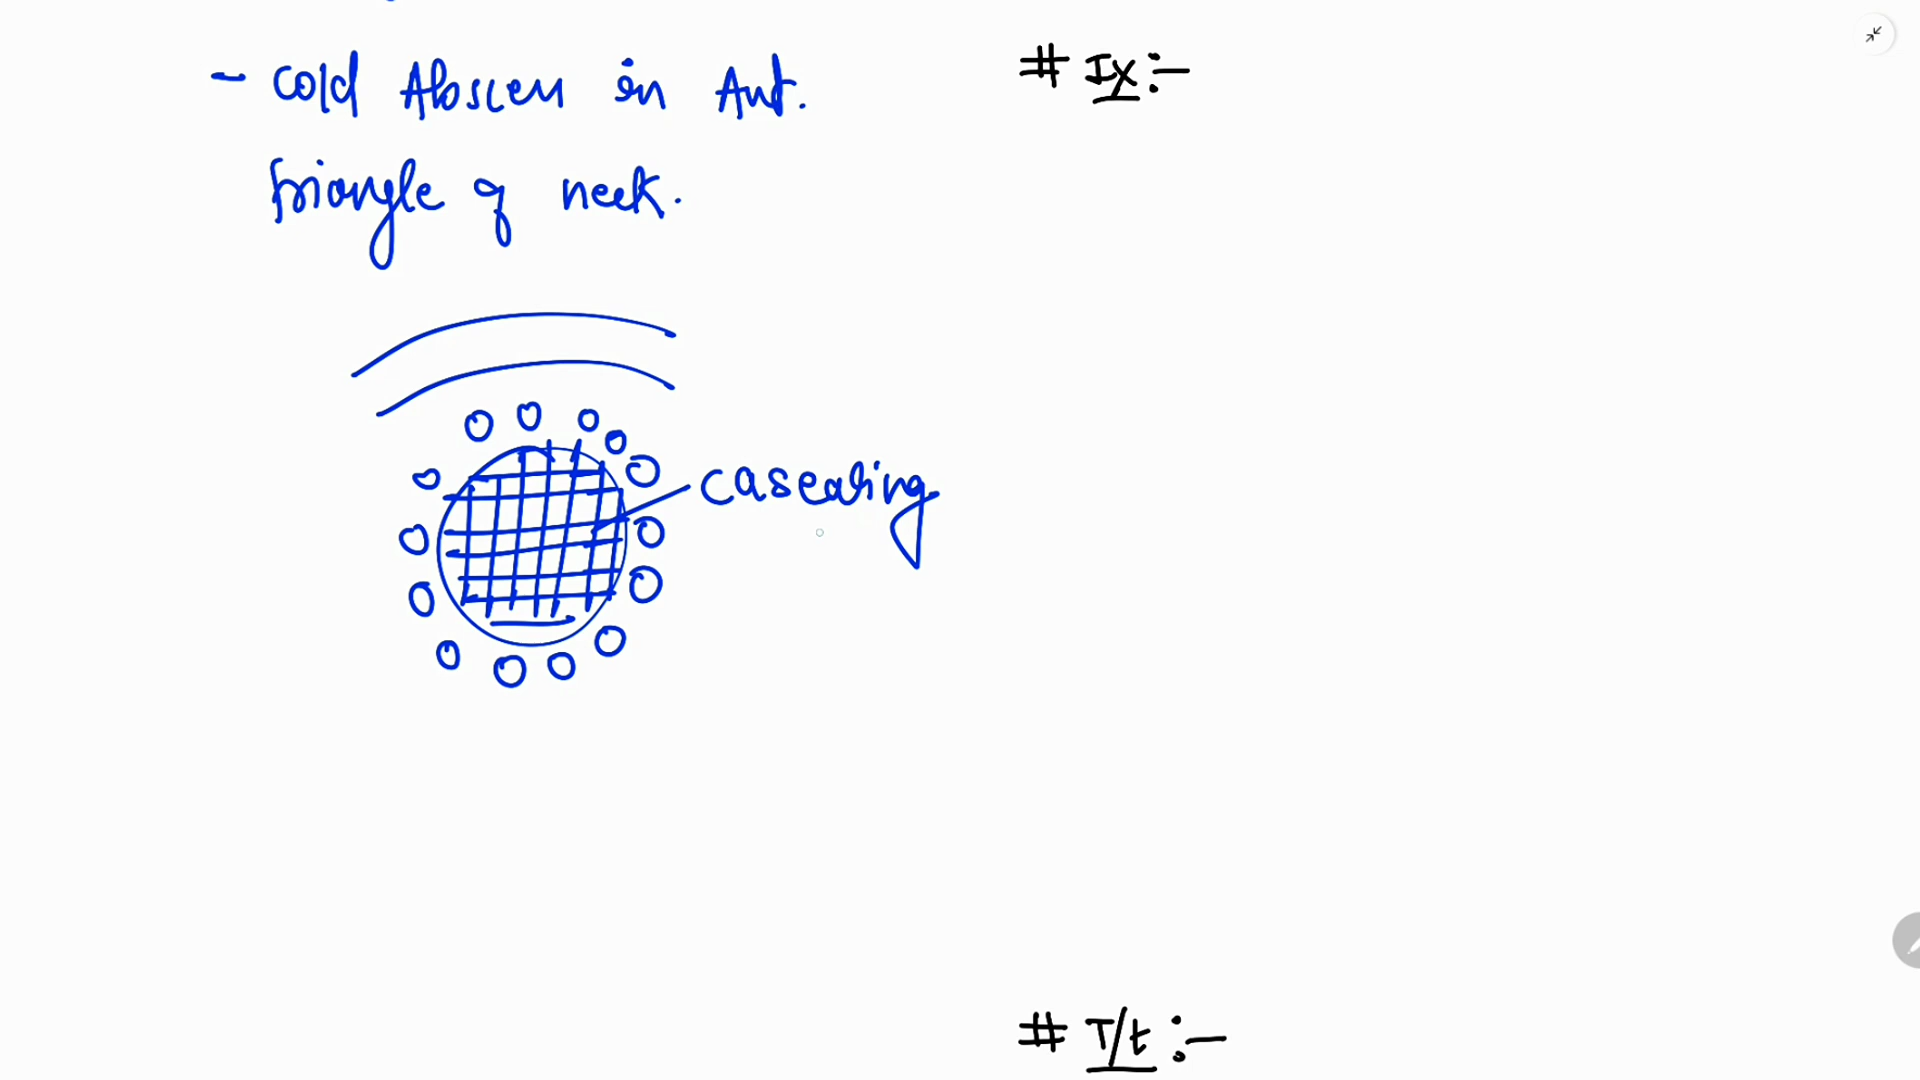 - cold Abscess in Ant.
triangle of neck.
caseating
# Ix :-
# T/t :-